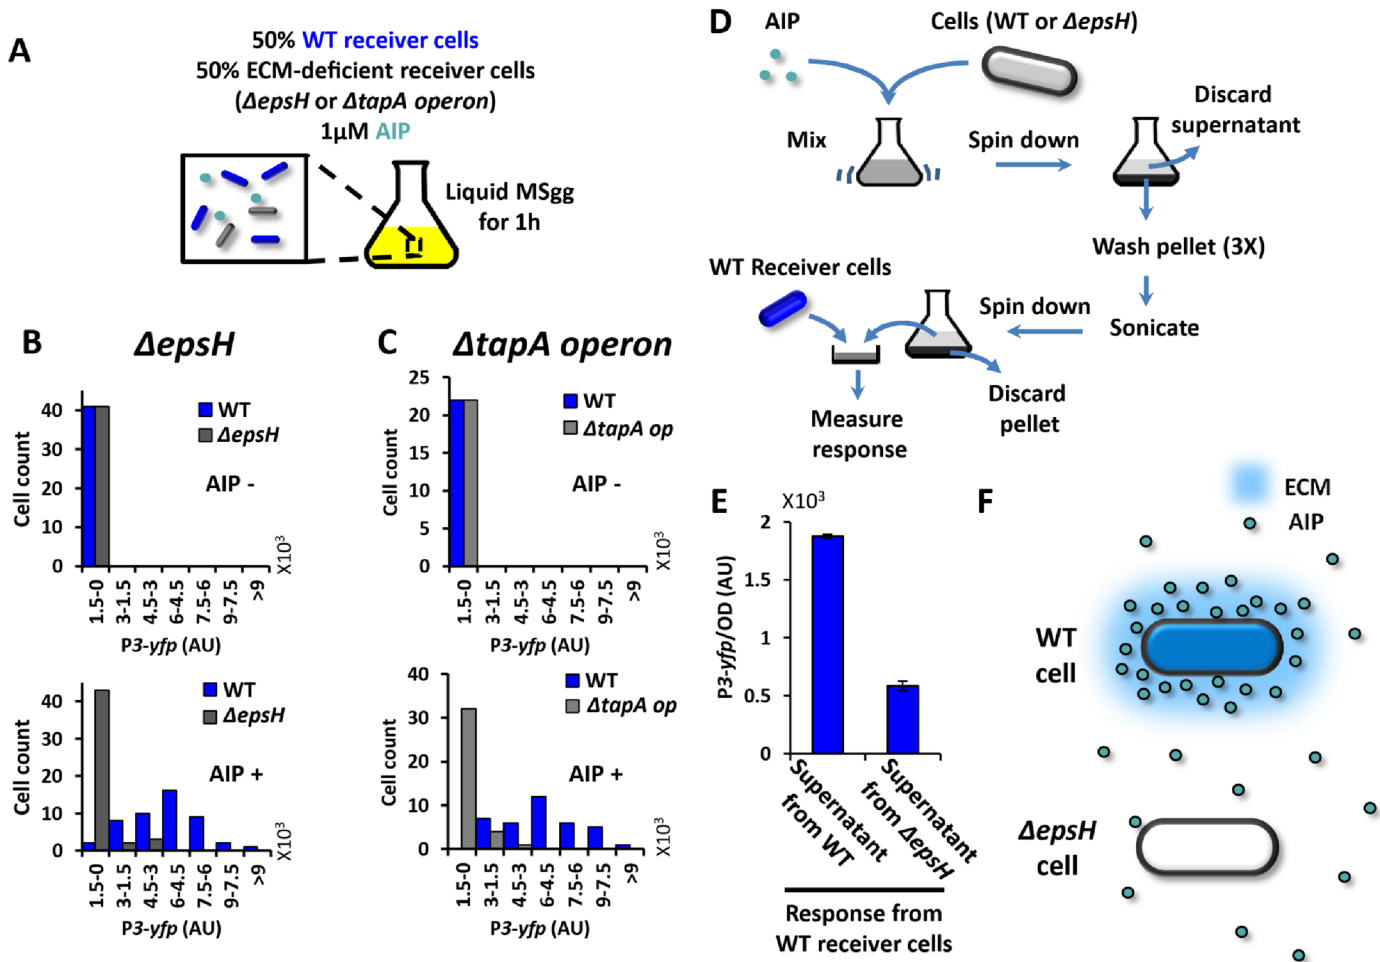 A
50% WT receiver cells
50% ECM-deficient receiver cells
(ΔepsH or ΔtapA operon)
1µM AIP
Liquid MSgg
for 1h
B
ΔepsH
Cell count
40
30
20
10
0
WT
ΔepsH
AIP -
X10³
1.5-0
3-1.5
4.5-3
6-4.5
7.5-6
9-7.5
>9
P3-yfp (AU)
Cell count
40
30
20
10
0
WT
ΔepsH
AIP +
X10³
1.5-0
3-1.5
4.5-3
6-4.5
7.5-6
9-7.5
>9
P3-yfp (AU)
C
ΔtapA operon
Cell count
25
20
15
10
5
0
WT
ΔtapA op
AIP -
X10³
1.5-0
3-1.5
4.5-3
6-4.5
7.5-6
9-7.5
>9
P3-yfp (AU)
Cell count
40
30
20
10
0
WT
ΔtapA op
AIP +
X10³
1.5-0
3-1.5
4.5-3
6-4.5
7.5-6
9-7.5
>9
P3-yfp (AU)
D
AIP
Cells (WT or ΔepsH)
Mix
Spin down
Discard
supernatant
Wash pellet (3X)
Sonicate
Spin down
WT Receiver cells
Discard
pellet
Measure
response
E
X10³
P3-yfp/OD (AU)
2
1.5
1
0.5
0
Supernatant
from WT
Supernatant
from ΔepsH
Response from
WT receiver cells
F
ECM
AIP
WT
cell
ΔepsH
cell